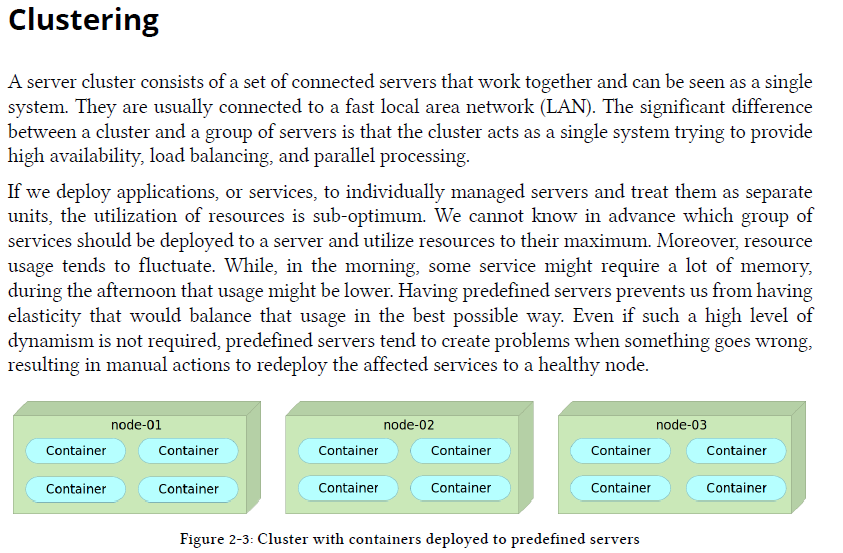 Clustering
A server cluster consists of a set of connected servers that work together and can be seen as a single
system. They are usually connected to a fast local area network (LAN). The significant difference
between a cluster and a group of servers is that the cluster acts as a single system trying to provide
high availability, load balancing, and parallel processing.
If we deploy applications, or services, to individually managed servers and treat them as separate
units, the utilization of resources is sub-optimum. We cannot know in advance which group of
services should be deployed to a server and utilize resources to their maximum. Moreover, resource
usage tends to fluctuate. While, in the morning, some service might require a lot of memory,
during the afternoon that usage might be lower. Having predefined servers prevents us from having
elasticity that would balance that usage in the best possible way. Even if such a high level of
dynamism is not required, predefined servers tend to create problems when something goes wrong,
resulting in manual actions to redeploy the affected services to a healthy node.
node-01 node-02 node-03
Container Container Container Container Container Container
Container Container Container Container Container Container
Figure 2-3: Cluster with containers deployed to predefined servers